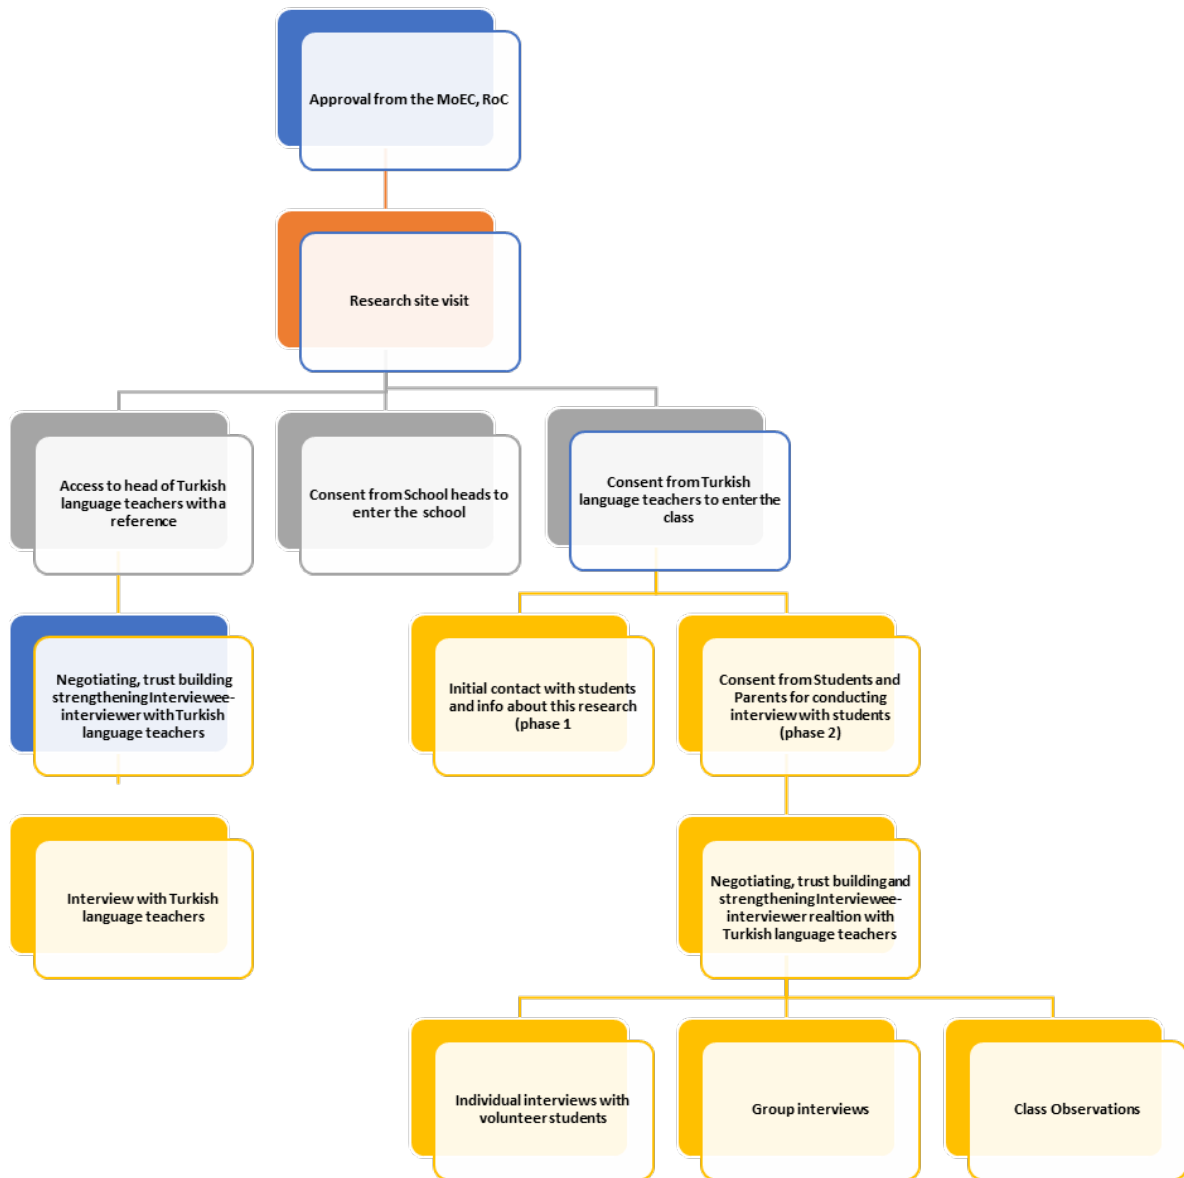 Approval from the MoEC, RoC
Research site visit
Access to head of Turkish
language teachers with a
reference
Consent from School heads to
enter the school
Consent from Turkish
language teachers to enter the
class
Negotiating, trust building
strengthening Interviewee-
interviewer with Turkish
language teachers
Initial contact with students
and info about this research
(phase 1
Consent from Students and
Parents for conducting
interview with students
(phase 2)
Interview with Turkish
language teachers
Negotiating, trust building and
strengthening Interviewee-
interviewer realtion with
Turkish language teachers
Individual interviews with
volunteer students
Group interviews
Class Observations